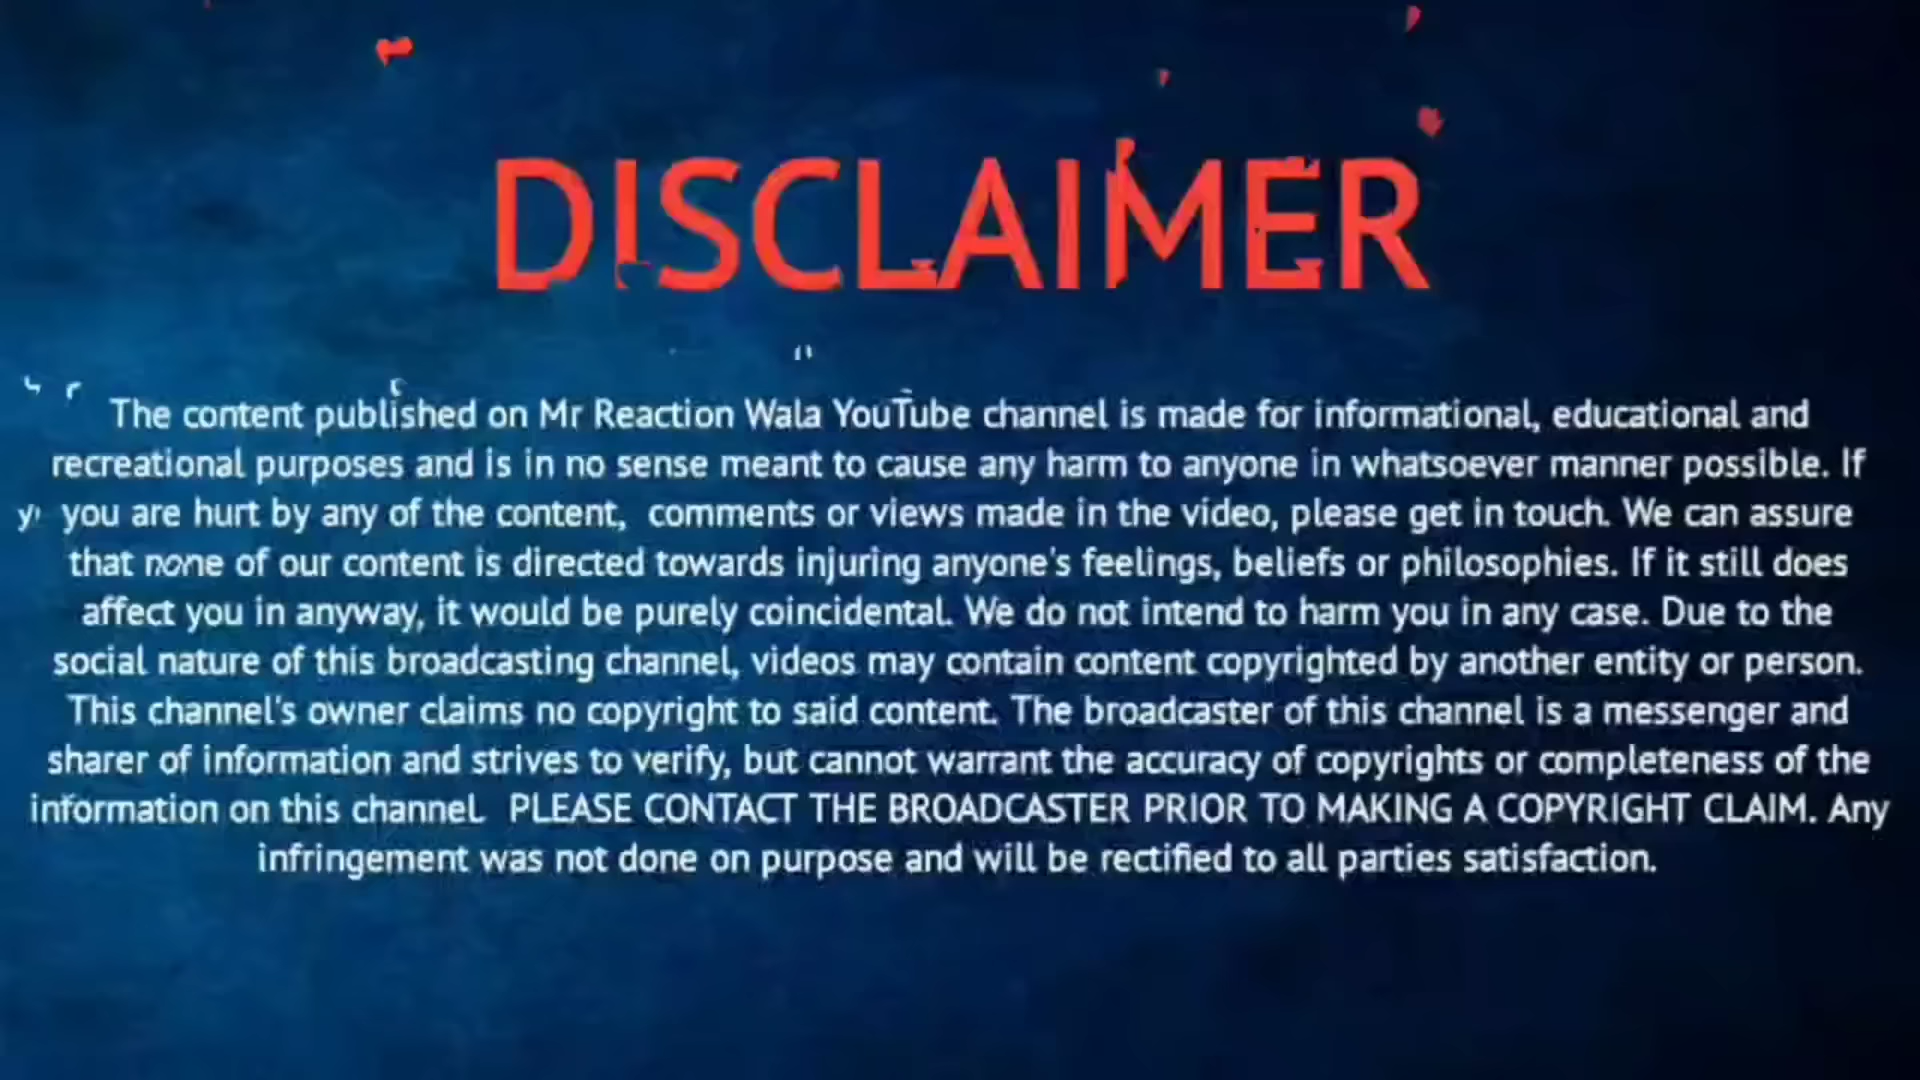 DISCLAIMER
The content published on Mr Reaction Wala YouTube channel is made for informational, educational and
recreational purposes and is in no sense meant to cause any harm to anyone in whatsoever manner possible. If
you are hurt by any of the content,  comments or views made in the video, please get in touch. We can assure
that none of our content is directed towards injuring anyone's feelings, beliefs or philosophies. If it still does
affect you in anyway, it would be purely coincidental. We do not intend to harm you in any case. Due to the
social nature of this broadcasting channel, videos may contain content copyrighted by another entity or person.
This channel's owner claims no copyright to said content. The broadcaster of this channel is a messenger and
sharer of information and strives to verify, but cannot warrant the accuracy of copyrights or completeness of the
information on this channel.  PLEASE CONTACT THE BROADCASTER PRIOR TO MAKING A COPYRIGHT CLAIM. Any
infringement was not done on purpose and will be rectified to all parties satisfaction.